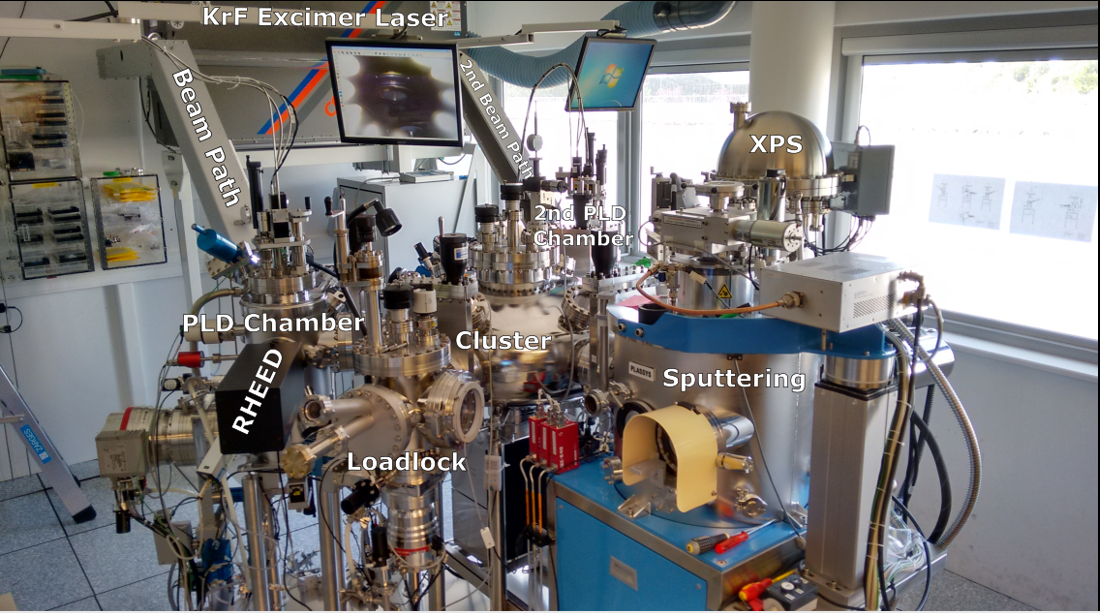 KrF Excimer Laser
Beam Path
2nd Beam Path
XPS
2nd PLD
Chamber
PLD Chamber
Cluster
RHEED
PLASSYS
Sputtering
Loadlock
ZARGES